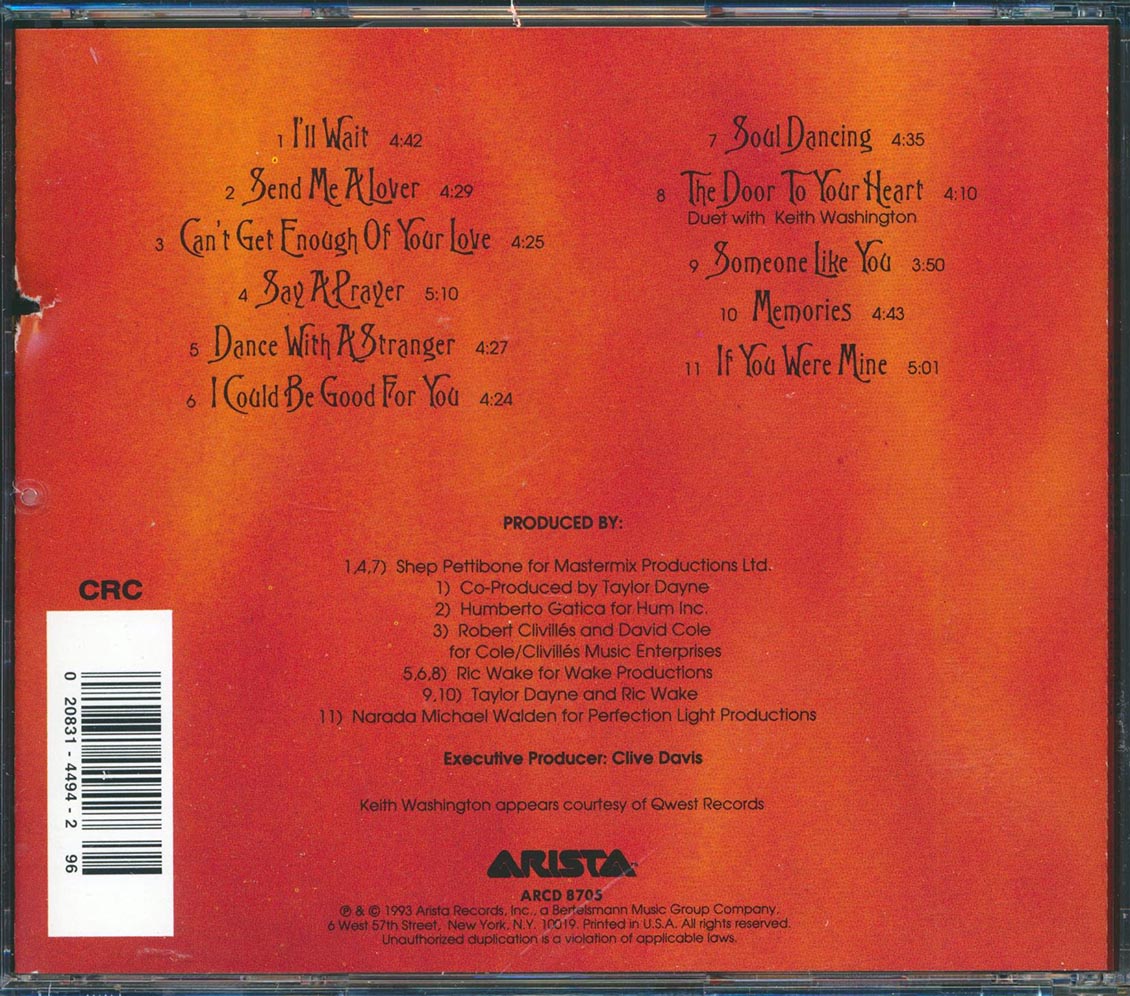 1 I'll Wait 4:42
2 Send Me A Lover 4:29
3 Can't Get Enough Of Your Love 4:25
4 Say A Prayer 5:10
5 Dance With A Stranger 4:27
6 I Could Be Good For You 4:24
7 Soul Dancing 4:35
8 The Door To Your Heart 4:10
Duet with Keith Washington
9 Someone Like You 3:50
10 Memories 4:43
11 If You Were Mine 5:01
PRODUCED BY:
1,4,7) Shep Pettibone for Mastermix Productions Ltd.
1) Co-Produced by Taylor Dayne
2) Humberto Gatica for Hum Inc.
3) Robert Clivillés and David Cole
for Cole/Clivillés Music Enterprises
5,6,8) Ric Wake for Wake Productions
9,10) Taylor Dayne and Ric Wake
11) Narada Michael Walden for Perfection Light Productions
Executive Producer: Clive Davis
Keith Washington appears courtesy of Qwest Records
CRC
0 20831 - 4494 - 2 96
ARISTA™
ARCD 8705
℗ & © 1993 Arista Records, Inc., a Bertelsmann Music Group Company.
6 West 57th Street, New York, N.Y. 10019. Printed in U.S.A. All rights reserved.
Unauthorized duplication is a violation of applicable laws.